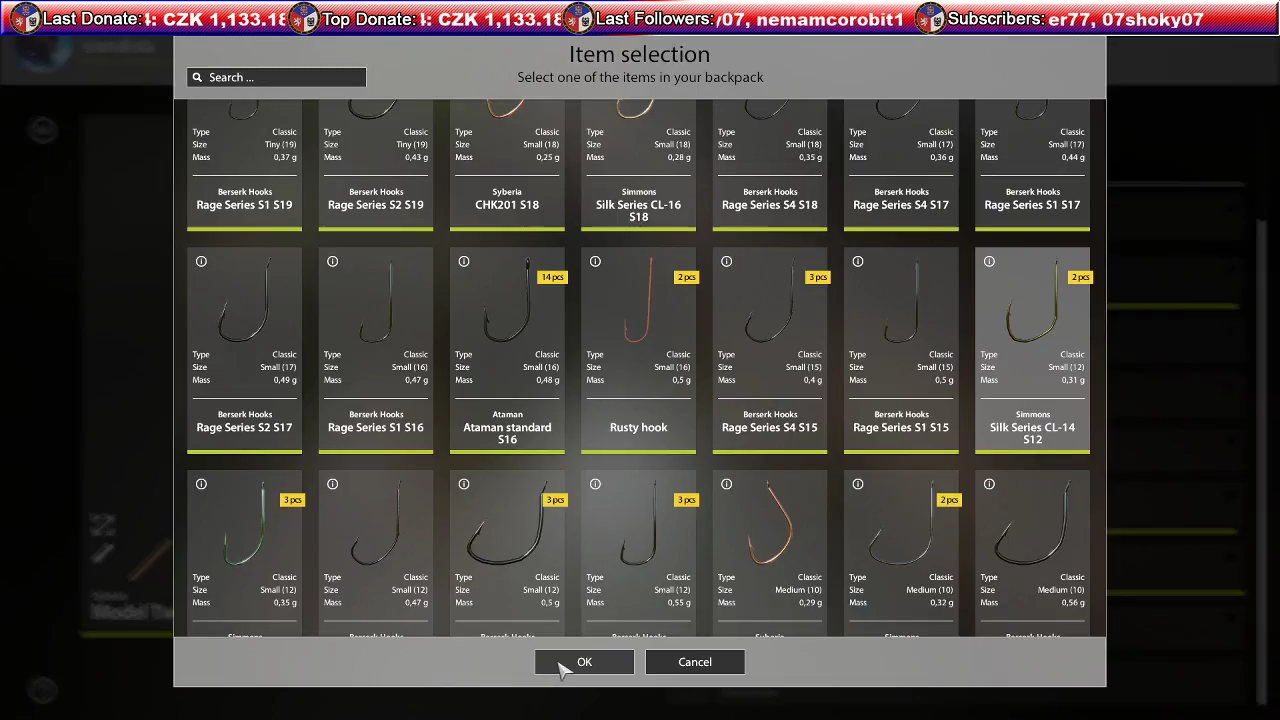 Last Donate: : CZK 1,133.18 Top Donate: : CZK 1,133.18 Last Followers: /07, nemamcorobit1 Subscribers: er77, 07shoky07
Item selection
Search ...
Select one of the items in your backpack
Type Classic Type Classic Type Classic Type Classic Type Classic Type Classic Type Classic
Size Tiny (19) Size Tiny (19) Size Small (18) Size Small (18) Size Small (18) Size Small (17) Size Small (17)
Mass 0,37 g Mass 0,43 g Mass 0,25 g Mass 0,28 g Mass 0,35 g Mass 0,36 g Mass 0,44 g
Berserk Hooks Berserk Hooks Syberia Simmons Berserk Hooks Berserk Hooks Berserk Hooks
Rage Series S1 S19 Rage Series S2 S19 CHK201 S18 Silk Series CL-16 Rage Series S4 S18 Rage Series S4 S17 Rage Series S1 S17
S18
14 pcs 2 pcs 3 pcs 2 pcs
Type Classic Type Classic Type Classic Type Classic Type Classic Type Classic Type Classic
Size Small (17) Size Small (16) Size Small (16) Size Small (16) Size Small (15) Size Small (15) Size Small (12)
Mass 0,49 g Mass 0,47 g Mass 0,48 g Mass 0,5 g Mass 0,4 g Mass 0,5 g Mass 0,31 g
Berserk Hooks Berserk Hooks Ataman Berserk Hooks Berserk Hooks Simmons
Rage Series S2 S17 Rage Series S1 S16 Ataman standard Rusty hook Rage Series S4 S15 Rage Series S1 S15 Silk Series CL-14
S16 S12
3 pcs 3 pcs 3 pcs 2 pcs
Type Classic Type Classic Type Classic Type Classic Type Classic Type Classic Type Classic
Size Small (12) Size Small (12) Size Small (12) Size Small (12) Size Medium (10) Size Medium (10) Size Medium (10)
Mass 0,35 g Mass 0,47 g Mass 0,5 g Mass 0,55 g Mass 0,29 g Mass 0,32 g Mass 0,56 g
Simmons Berserk Hooks Berserk Hooks Berserk Hooks Syberia Simmons Berserk Hooks
OK Cancel